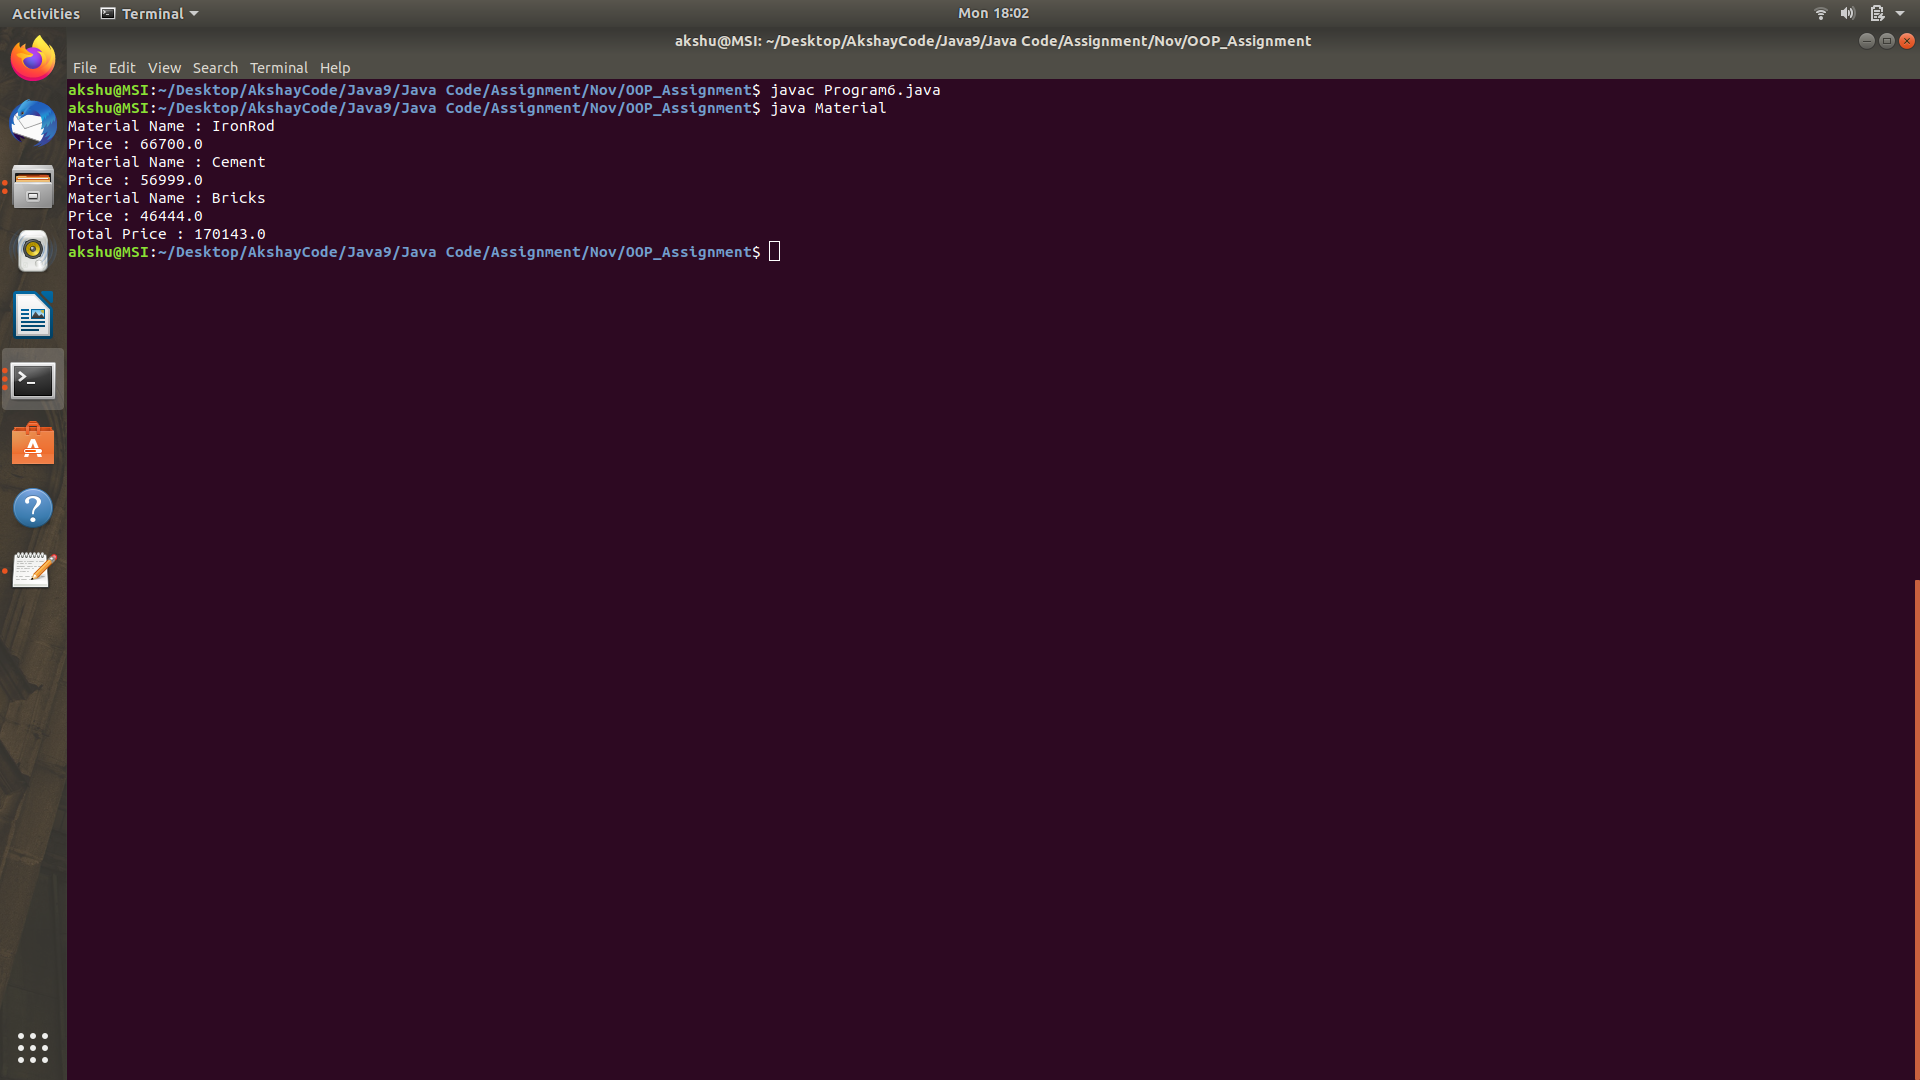 Activities Terminal Mon 18:02
akshu@MSI: ~/Desktop/AkshayCode/Java9/Java Code/Assignment/Nov/OOP_Assignment
File Edit View Search Terminal Help
akshu@MSI:~/Desktop/AkshayCode/Java9/Java Code/Assignment/Nov/OOP_Assignment$ javac Program6.java
akshu@MSI:~/Desktop/AkshayCode/Java9/Java Code/Assignment/Nov/OOP_Assignment$ java Material
Material Name : IronRod
Price : 66700.0
Material Name : Cement
Price : 56999.0
Material Name : Bricks
Price : 46444.0
Total Price : 170143.0
akshu@MSI:~/Desktop/AkshayCode/Java9/Java Code/Assignment/Nov/OOP_Assignment$